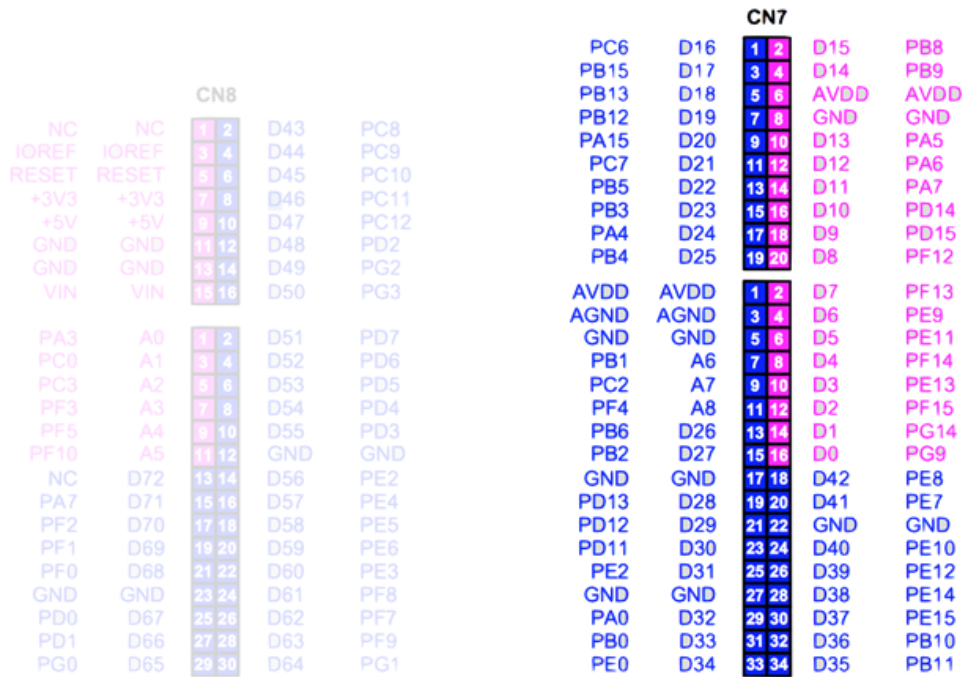 CN7
PC6 D16 1 2 D15 PB8
PB15 D17 3 4 D14 PB9
PB13 D18 5 6 AVDD AVDD
PB12 D19 7 8 GND GND
PA15 D20 9 10 D13 PA5
PC7 D21 11 12 D12 PA6
PB5 D22 13 14 D11 PA7
PB3 D23 15 16 D10 PD14
PA4 D24 17 18 D9 PD15
PB4 D25 19 20 D8 PF12
AVDD AVDD 1 2 D7 PF13
AGND AGND 3 4 D6 PE9
GND GND 5 6 D5 PE11
PB1 A6 7 8 D4 PF14
PC2 A7 9 10 D3 PE13
PF4 A8 11 12 D2 PF15
PB6 D26 13 14 D1 PG14
PB2 D27 15 16 D0 PG9
GND GND 17 18 D42 PE8
PD13 D28 19 20 D41 PE7
PD12 D29 21 22 GND GND
PD11 D30 23 24 D40 PE10
PE2 D31 25 26 D39 PE12
GND GND 27 28 D38 PE14
PA0 D32 29 30 D37 PE15
PB0 D33 31 32 D36 PB10
PE0 D34 33 34 D35 PB11
CN8
NC NC 1 2 D43 PC8
IOREF IOREF 3 4 D44 PC9
RESET RESET 5 6 D45 PC10
+3V3 +3V3 7 8 D46 PC11
+5V +5V 9 10 D47 PC12
GND GND 11 12 D48 PD2
GND GND 13 14 D49 PG2
VIN VIN 15 16 D50 PG3
PA3 A0 1 2 D51 PD7
PC0 A1 3 4 D52 PD6
PC3 A2 5 6 D53 PD5
PF3 A3 7 8 D54 PD4
PF5 A4 9 10 D55 PD3
PF10 A5 11 12 GND GND
NC D72 13 14 D56 PE2
PA7 D71 15 16 D57 PE4
PF2 D70 17 18 D58 PE5
PF1 D69 19 20 D59 PE6
PF0 D68 21 22 D60 PE3
GND GND 23 24 D61 PF8
PD0 D67 25 26 D62 PF7
PD1 D66 27 28 D63 PF9
PG0 D65 29 30 D64 PG1